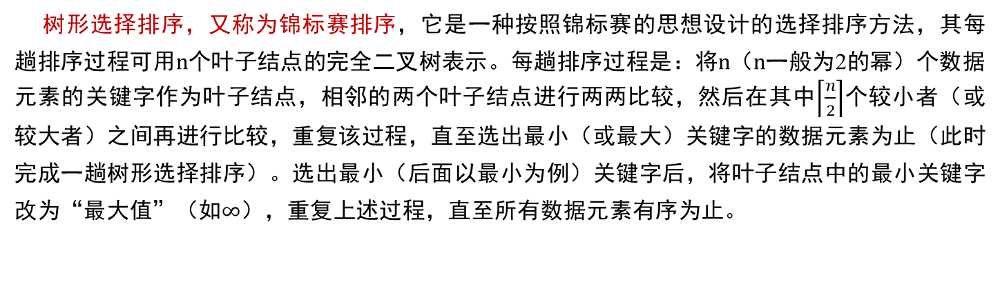 树形选择排序，又称为锦标赛排序，它是一种按照锦标赛的思想设计的选择排序方法，其每
趟排序过程可用n个叶子结点的完全二叉树表示。每趟排序过程是：将n（n一般为2的幂）个数据
元素的关键字作为叶子结点，相邻的两个叶子结点进行两两比较，然后在其中⌈n/2⌉个较小者（或
较大者）之间再进行比较，重复该过程，直至选出最小（或最大）关键字的数据元素为止（此时
完成一趟树形选择排序）。选出最小（后面以最小为例）关键字后，将叶子结点中的最小关键字
改为“最大值”（如∞），重复上述过程，直至所有数据元素有序为止。